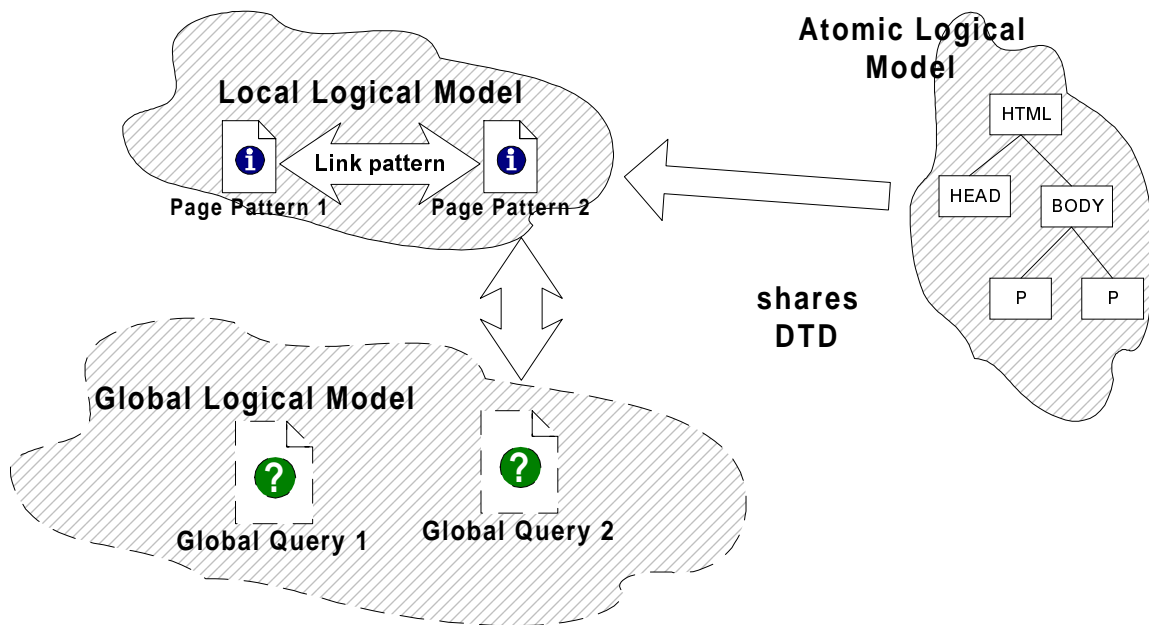 Atomic Logical
Model
Local Logical Model
HTML
i
Link pattern
i
HEAD
BODY
Page Pattern 1
Page Pattern 2
P
P
shares
DTD
Global Logical Model
?
?
Global Query 1
Global Query 2